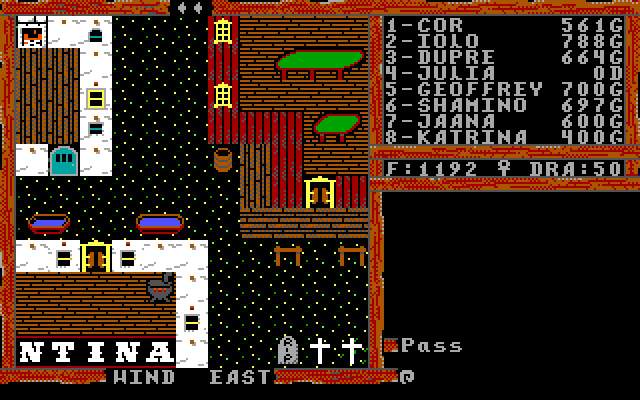 1-COR 561G
2-IOLO 788G
3-DUPRE 664G
4-JULIA 0D
5-GEOFFREY 700G
6-SHAMINO 697G
7-JAANA 600G
8-KATRINA 400G
F:1192 ♀ DRA:50
NTINA
Pass
WIND EAST
@